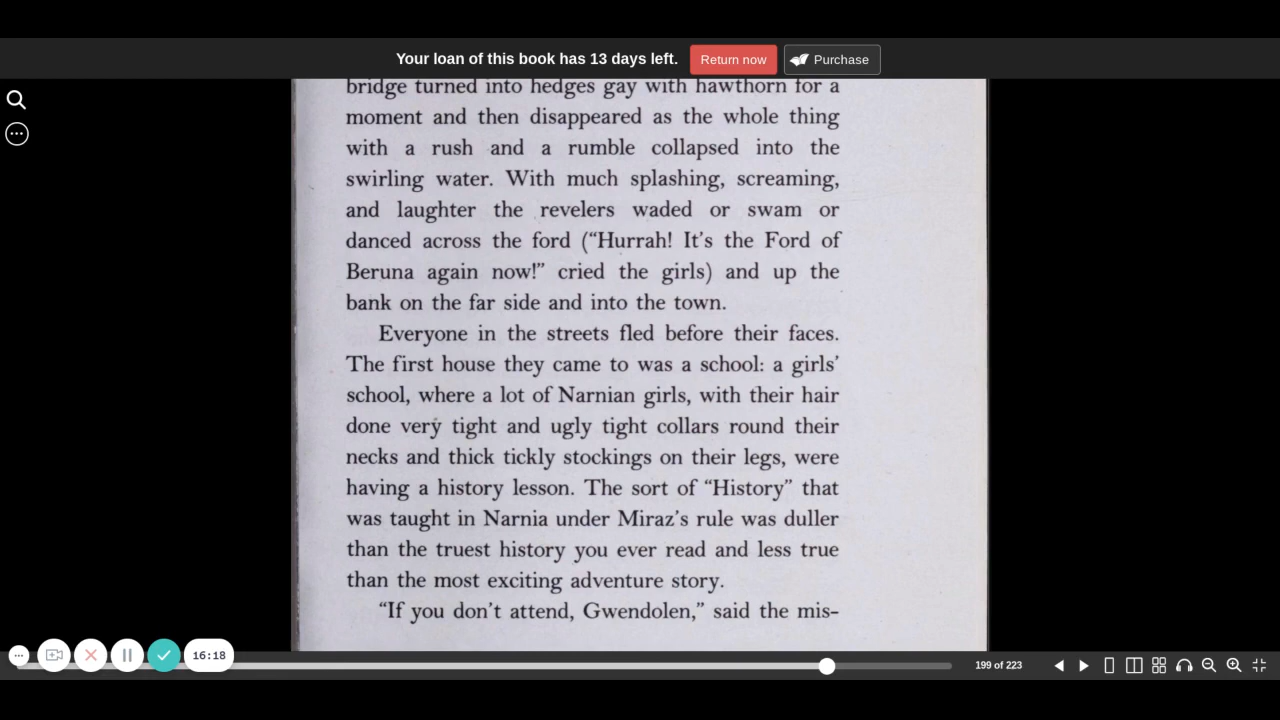 Your loan of this book has 13 days left. Return now Purchase
bridge turned into hedges gay with hawthorn for a
moment and then disappeared as the whole thing
with a rush and a rumble collapsed into the
swirling water. With much splashing, screaming,
and laughter the revelers waded or swam or
danced across the ford (“Hurrah! It’s the Ford of
Beruna again now!” cried the girls) and up the
bank on the far side and into the town.
Everyone in the streets fled before their faces.
The first house they came to was a school: a girls’
school, where a lot of Narnian girls, with their hair
done very tight and ugly tight collars round their
necks and thick tickly stockings on their legs, were
having a history lesson. The sort of “History” that
was taught in Narnia under Miraz’s rule was duller
than the truest history you ever read and less true
than the most exciting adventure story.
“If you don’t attend, Gwendolen,” said the mis-
16:18
199 of 223